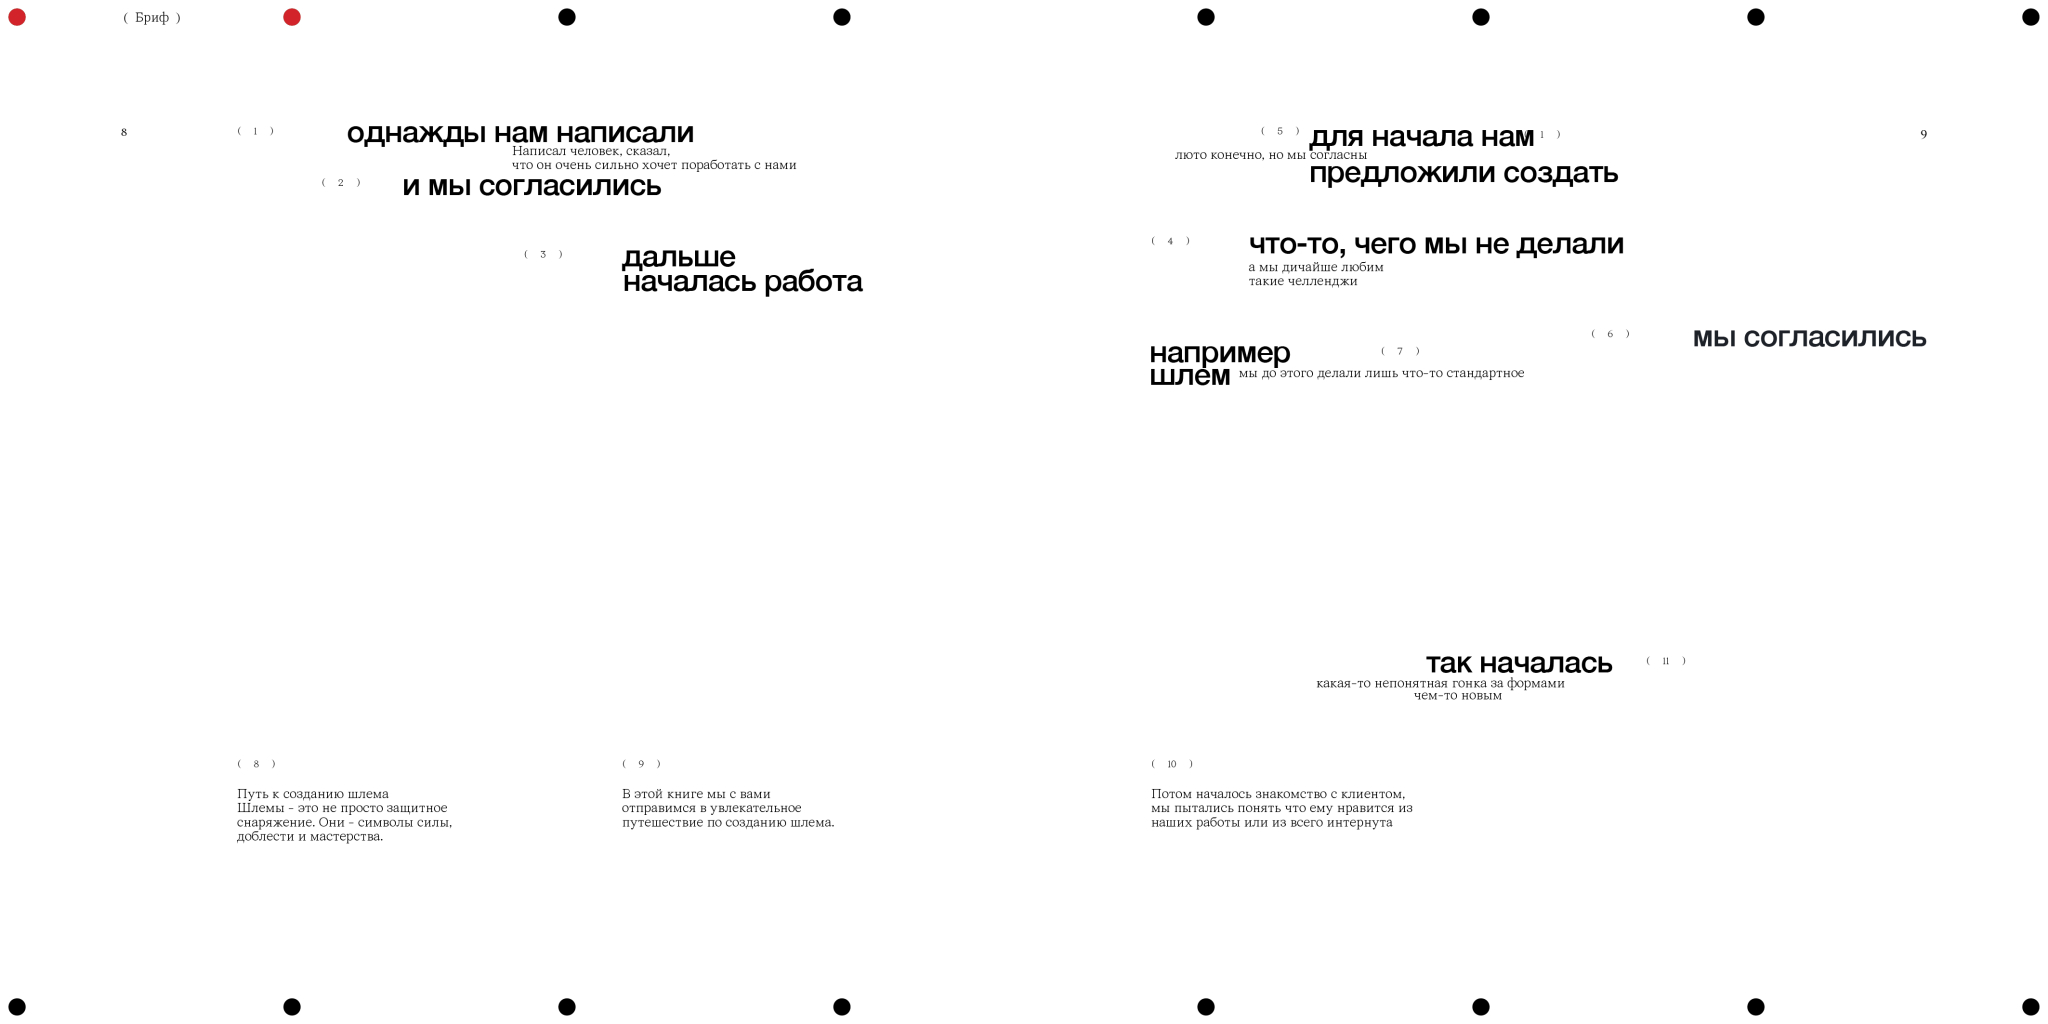 ( Бриф )
8
( 1 )
однажды нам написали
Написал человек, сказал,
что он очень сильно хочет поработать с нами
( 2 )
и мы согласились
( 3 )
дальше
началась работа
( 8 )
Путь к созданию шлема
Шлемы - это не просто защитное
снаряжение. Они - символы силы,
доблести и мастерства.
( 9 )
В этой книге мы с вами
отправимся в увлекательное
путешествие по созданию шлема.
( 5 )
для начала нам
1 )
9
люто конечно, но мы согласны
предложили создать
( 4 )
что-то, чего мы не делали
а мы дичайше любим
такие челленджи
( 6 )
мы согласились
например
( 7 )
шлем
мы до этого делали лишь что-то стандартное
так началась
( 11 )
какая-то непонятная гонка за формами
чем-то новым
( 10 )
Потом началось знакомство с клиентом,
мы пытались понять что ему нравится из
наших работы или из всего интернута